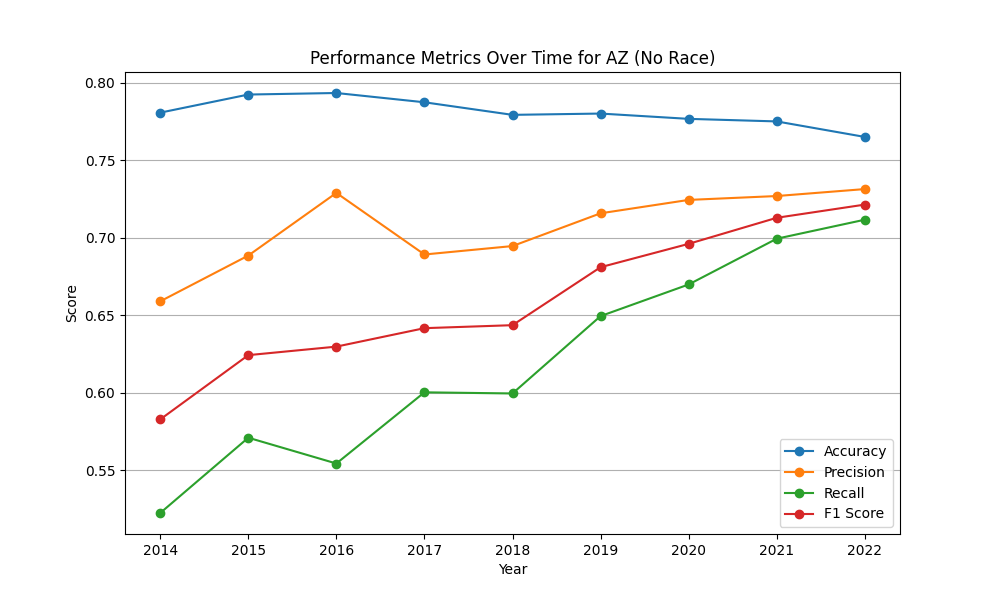 Performance Metrics Over Time for AZ (No Race)
0.80
0.75
0.70
0.65
0.60
0.55
Score
2014 2015 2016 2017 2018 2019 2020 2021 2022
Year
Accuracy
Precision
Recall
F1 Score